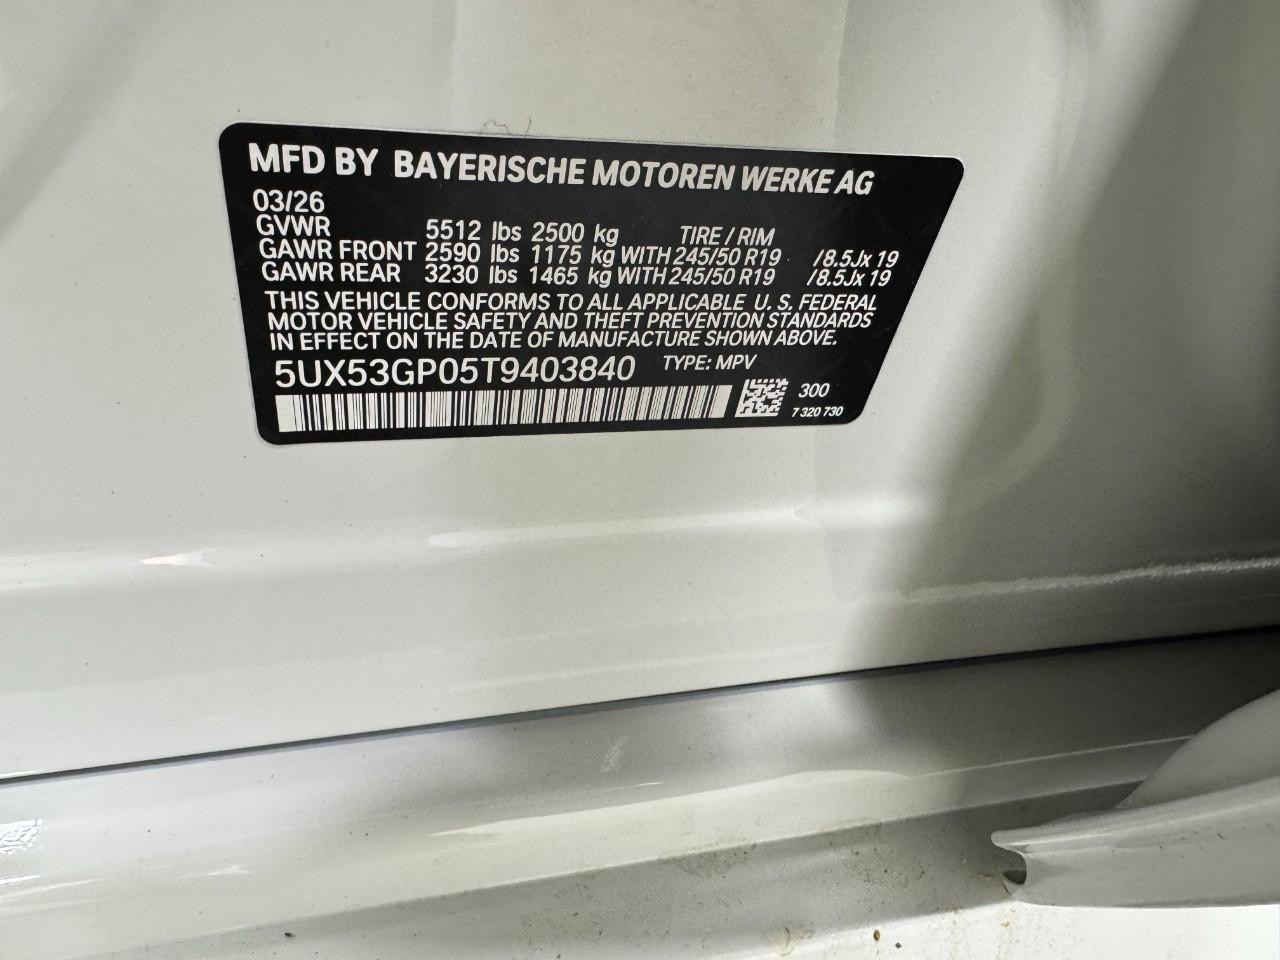 MFD BY BAYERISCHE MOTOREN WERKE AG
03/26
GVWR 5512 lbs 2500 kg TIRE / RIM
GAWR FRONT 2590 lbs 1175 kg WITH 245/50 R19 /8.5Jx 19
GAWR REAR 3230 lbs 1465 kg WITH 245/50 R19 /8.5Jx 19
THIS VEHICLE CONFORMS TO ALL APPLICABLE U. S. FEDERAL
MOTOR VEHICLE SAFETY AND THEFT PREVENTION STANDARDS
IN EFFECT ON THE DATE OF MANUFACTURE SHOWN ABOVE.
5UX53GP05T9403840 TYPE: MPV
300
7 320 730